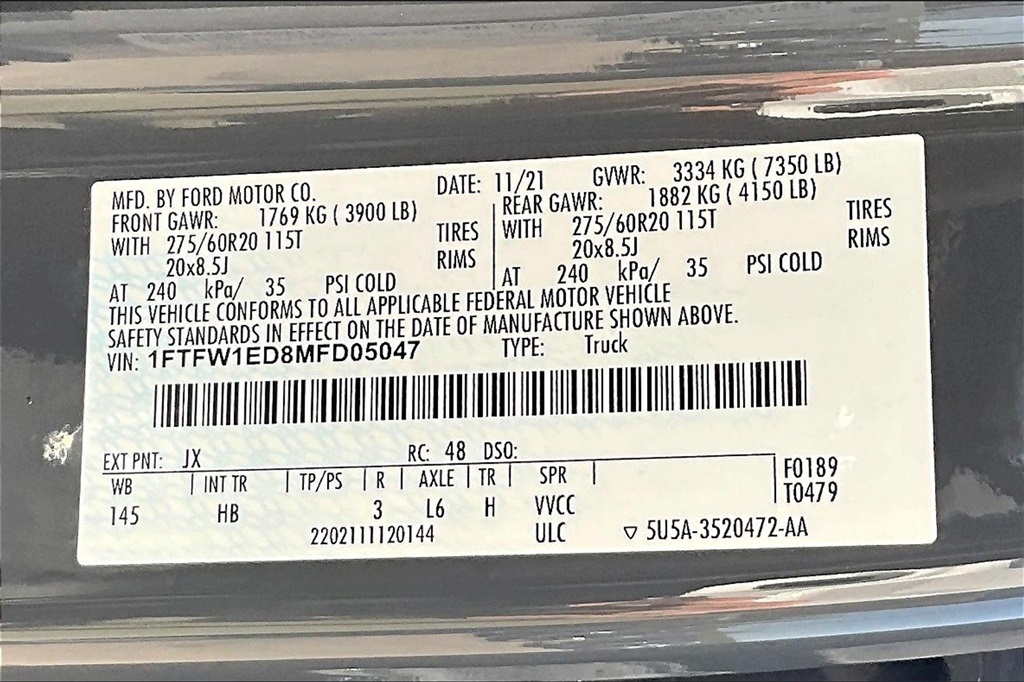 MFD. BY FORD MOTOR CO. DATE: 11/21 GVWR: 3334 KG ( 7350 LB)
FRONT GAWR: 1769 KG ( 3900 LB) REAR GAWR: 1882 KG ( 4150 LB)
WITH 275/60R20 115T TIRES WITH 275/60R20 115T TIRES
20x8.5J RIMS 20x8.5J RIMS
AT 240 kPa/ 35 PSI COLD AT 240 kPa/ 35 PSI COLD
THIS VEHICLE CONFORMS TO ALL APPLICABLE FEDERAL MOTOR VEHICLE
SAFETY STANDARDS IN EFFECT ON THE DATE OF MANUFACTURE SHOWN ABOVE.
VIN: 1FTFW1ED8MFD05047 TYPE: Truck
EXT PNT: JX RC: 48 DSO:
WB INT TR TP/PS R AXLE TR SPR F0189
145 HB 3 L6 H VVCC T0479
2202111120144 ULC ▽ 5U5A-3520472-AA